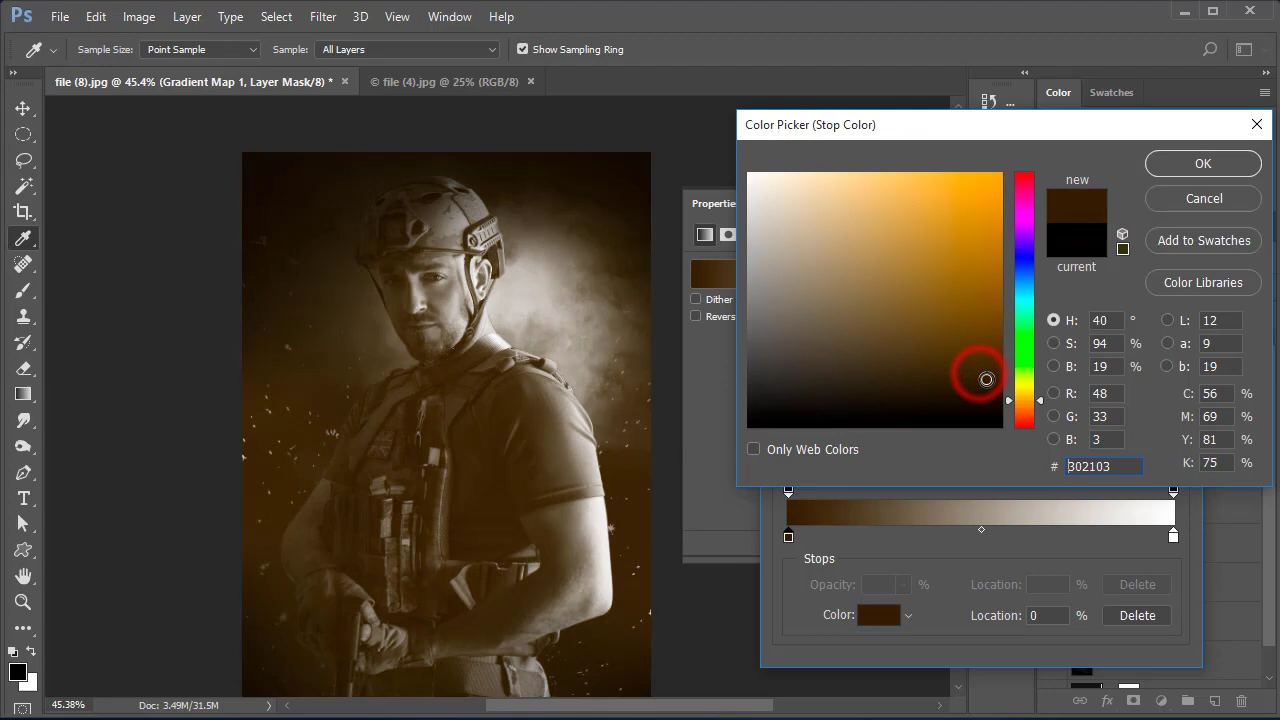 Ps File Edit Image Layer Type Select Filter 3D View Window Help
Sample Size: Point Sample Sample: All Layers Show Sampling Ring
file (8).jpg @ 45.4% (Gradient Map 1, Layer Mask/8) * × © file (4).jpg @ 25% (RGB/8) × Color Swatches
...
Color Picker (Stop Color)
new
OK
Cancel
Add to Swatches
current
Color Libraries
Properties
Dither
Revers
H: 40 ° L: 12
S: 94 % a: 9
B: 19 % b: 19
R: 48 C: 56 %
G: 33 M: 69 %
B: 3 Y: 81 %
# 302103 K: 75 %
Only Web Colors
Stops
Opacity: % Location: % Delete
Color: Location: 0 % Delete
45.38% Doc: 3.49M/31.5M
fx